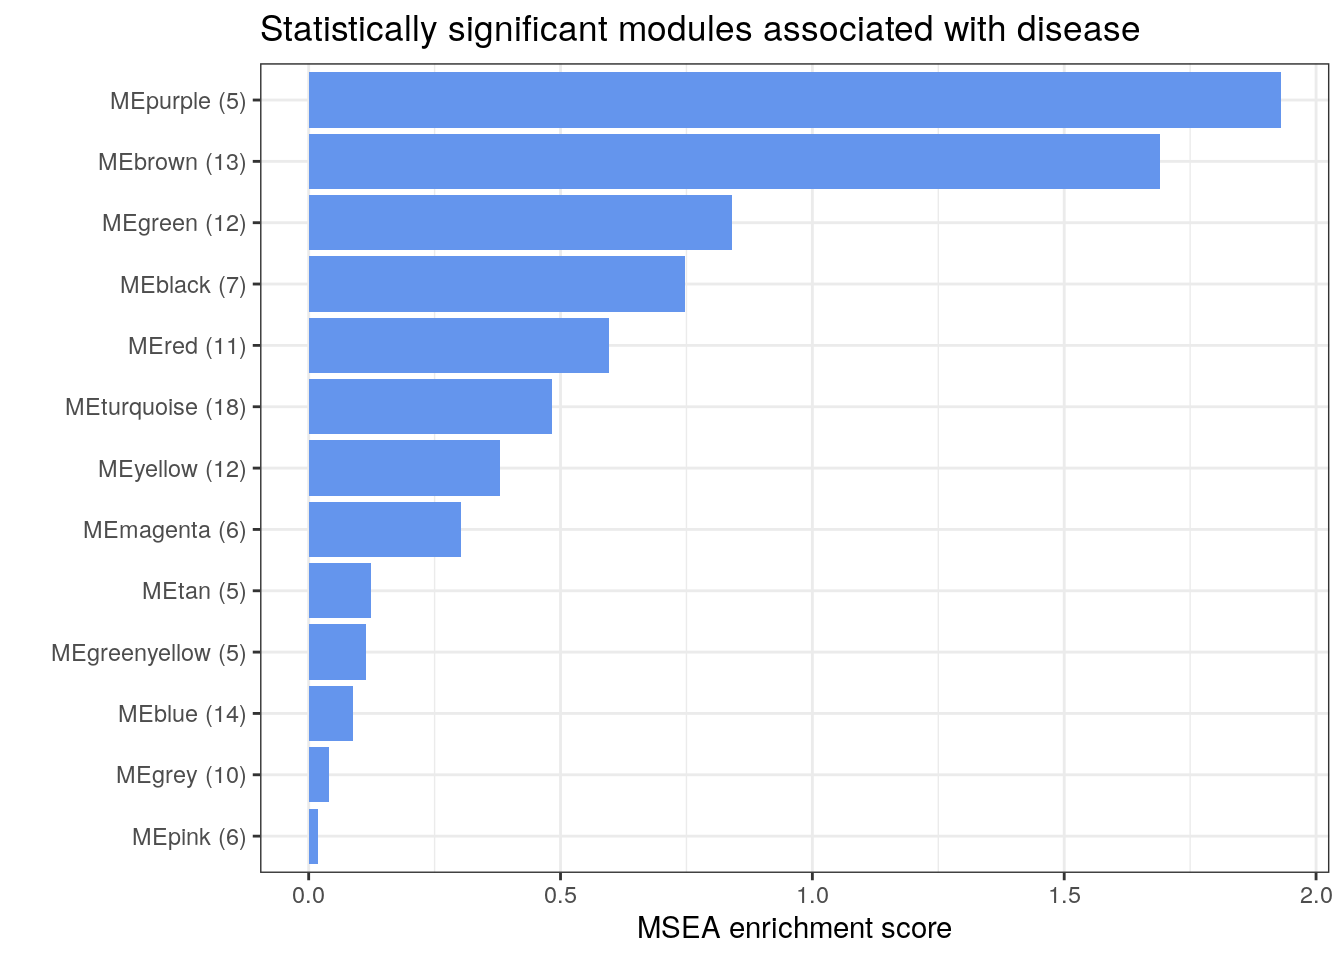 Statistically significant modules associated with disease
MEpurple (5)
MEbrown (13)
MEgreen (12)
MEblack (7)
MEred (11)
MEturquoise (18)
MEyellow (12)
MEmagenta (6)
MEtan (5)
MEgreenyellow (5)
MEblue (14)
MEgrey (10)
MEpink (6)
0.0 0.5 1.0 1.5 2.0
MSEA enrichment score